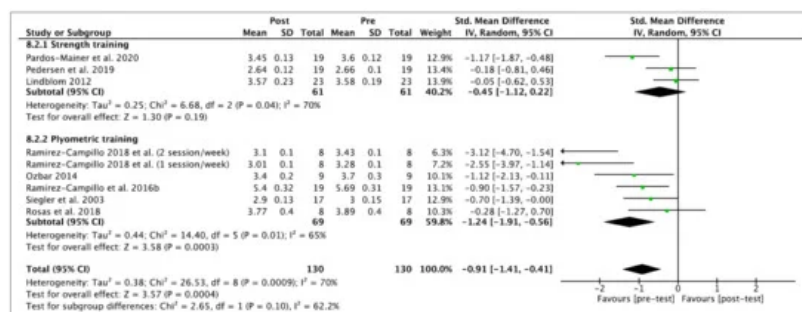 Post Pre Std. Mean Difference Std. Mean Difference
Study or Subgroup Mean SD Total Mean SD Total Weight IV, Random, 95% CI IV, Random, 95% CI
8.2.1 Strength training
Pardos-Mainer et al. 2020 3.45 0.13 19 3.6 0.12 19 12.9% -1.17 [-1.87, -0.48]
Pedersen et al. 2019 2.64 0.12 19 2.66 0.1 19 13.4% -0.18 [-0.81, 0.46]
Lindblom 2012 3.57 0.23 23 3.58 0.19 23 13.9% -0.05 [-0.62, 0.53]
Subtotal (95% CI) 61 61 40.2% -0.45 [-1.12, 0.22]
Heterogeneity: Tau² = 0.25; Chi² = 6.68, df = 2 (P = 0.04); I² = 70%
Test for overall effect: Z = 1.30 (P = 0.19)
8.2.2 Plyometric training
Ramirez-Campillo 2018 et al. (2 session/week) 3.1 0.1 8 3.43 0.1 8 6.3% -3.12 [-4.70, -1.54]
Ramirez-Campillo 2018 et al. (1 session/week) 3.01 0.1 8 3.28 0.1 8 7.2% -2.55 [-3.97, -1.14]
Ozbar 2014 3.4 0.2 9 3.7 0.3 9 10.0% -1.12 [-2.13, -0.11]
Ramirez-Campillo et al. 2016b 5.4 0.32 19 5.69 0.31 19 13.2% -0.90 [-1.57, -0.23]
Siegler et al. 2003 2.9 0.13 17 3 0.15 17 12.9% -0.70 [-1.39, -0.00]
Rosas et al. 2018 3.77 0.4 8 3.89 0.4 8 10.3% -0.28 [-1.27, 0.70]
Subtotal (95% CI) 69 69 59.8% -1.24 [-1.91, -0.56]
Heterogeneity: Tau² = 0.44; Chi² = 14.40, df = 5 (P = 0.01); I² = 65%
Test for overall effect: Z = 3.58 (P = 0.0003)
Total (95% CI) 130 130 100.0% -0.91 [-1.41, -0.41]
Heterogeneity: Tau² = 0.38; Chi² = 26.53, df = 8 (P = 0.0009); I² = 70%
Test for overall effect: Z = 3.57 (P = 0.0004)
Test for subgroup differences: Chi² = 2.65, df = 1 (P = 0.10), I² = 62.2%
-2 -1 0 1 2
Favours [pre-test] Favours [post-test]